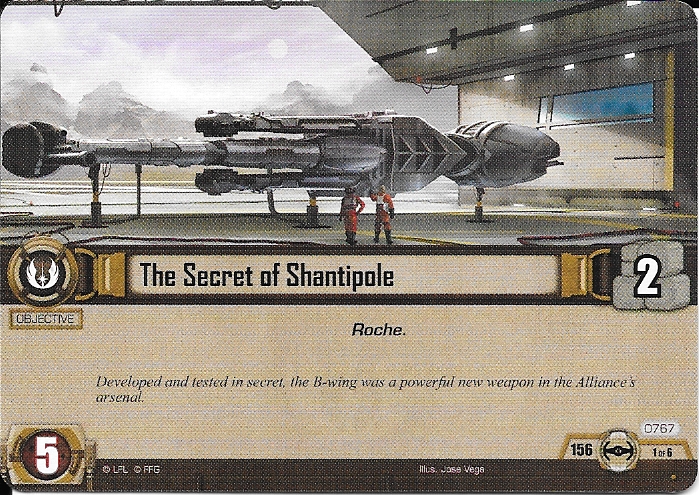 The Secret of Shantipole
2
OBJECTIVE
Roche.
Developed and tested in secret, the B-wing was a powerful new weapon in the Alliance's
arsenal.
5
© LFL © FFG
Illus. Jose Vega
156
0767
1 OF 6